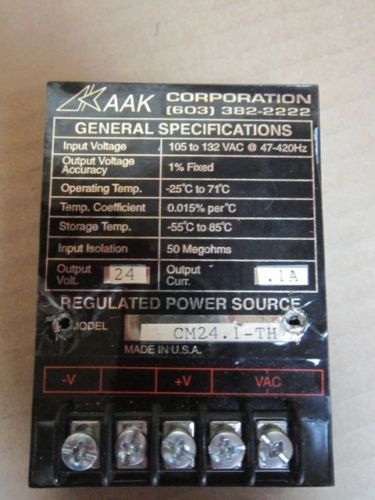 KAAK CORPORATION
(603) 382-2222
GENERAL SPECIFICATIONS
Input Voltage 105 to 132 VAC @ 47-420Hz
Output Voltage Accuracy 1% Fixed
Operating Temp. -25°C to 71°C
Temp. Coefficient 0.015% per°C
Storage Temp. -55°C to 85°C
Input Isolation 50 Megohms
Output Volt. 24 Output Curr. .1A
REGULATED POWER SOURCE
MODEL CM24.1-TH
MADE IN U.S.A.
-V +V VAC